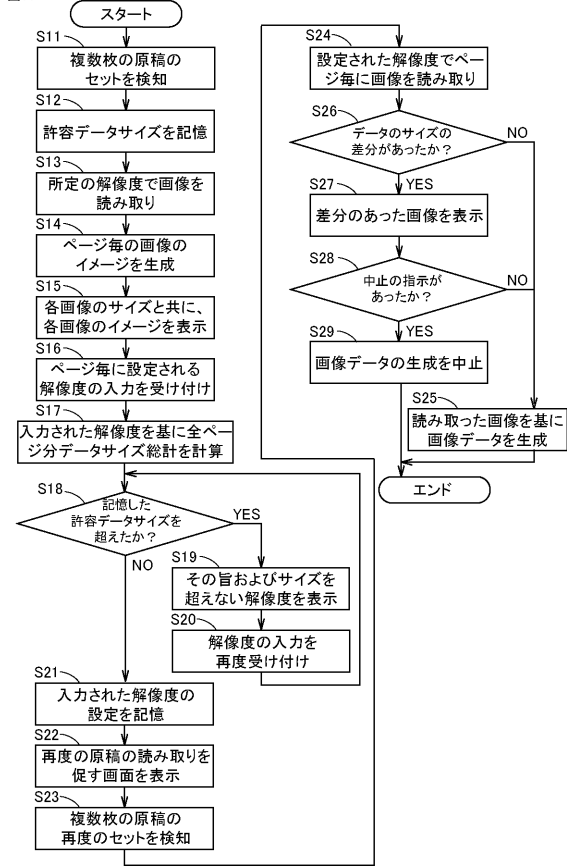 スタート
S11
複数枚の原稿の
セットを検知
S12
許容データサイズを記憶
S13
所定の解像度で画像を
読み取り
S14
ページ毎の画像の
イメージを生成
S15
各画像のサイズと共に、
各画像のイメージを表示
S16
ページ毎に設定される
解像度の入力を受け付け
S17
入力された解像度を基に全ペー
ジ分データサイズ総計を計算
S18
記憶した
許容データサイズを
超えたか？
YES
NO
S19
その旨およびサイズを
超えない解像度を表示
S20
解像度の入力を
再度受け付け
S21
入力された解像度の
設定を記憶
S22
再度の原稿の読み取りを
促す画面を表示
S23
複数枚の原稿の
再度のセットを検知
S24
設定された解像度でペー
ジ毎に画像を読み取り
S26
データのサイズの
差分があったか？
NO
YES
S27
差分のあった画像を表示
S28
中止の指示が
あったか？
NO
YES
S29
画像データの生成を中止
S25
読み取った画像を基に
画像データを生成
エンド